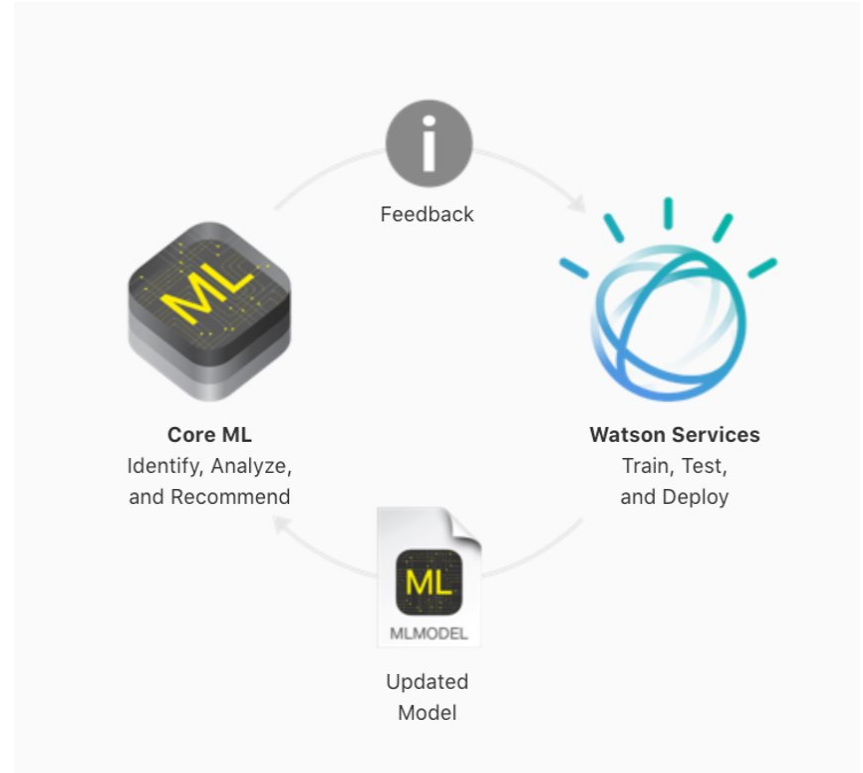 i
Feedback
ML
Core ML
Identify, Analyze,
and Recommend
Watson Services
Train, Test,
and Deploy
ML
MLMODEL
Updated
Model